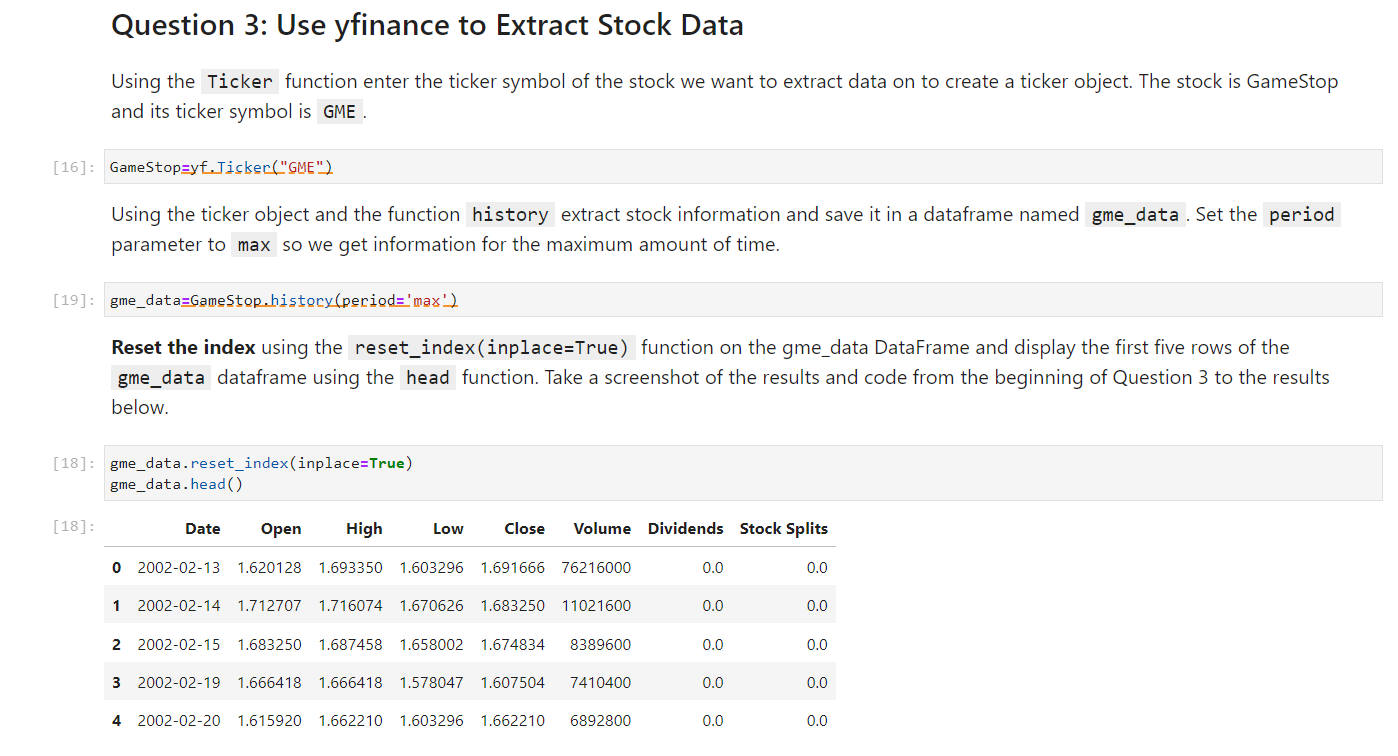 Question 3: Use yfinance to Extract Stock Data
Using the Ticker function enter the ticker symbol of the stock we want to extract data on to create a ticker object. The stock is GameStop
and its ticker symbol is GME .
[16]: GameStop=yf.Ticker("GME")
Using the ticker object and the function history extract stock information and save it in a dataframe named gme_data . Set the period
parameter to max so we get information for the maximum amount of time.
[19]: gme_data=GameStop.history(period='max')
Reset the index using the reset_index(inplace=True) function on the gme_data DataFrame and display the first five rows of the
gme_data dataframe using the head function. Take a screenshot of the results and code from the beginning of Question 3 to the results
below.
[18]: gme_data.reset_index(inplace=True)
gme_data.head()
[18]: Date Open High Low Close Volume Dividends Stock Splits
0 2002-02-13 1.620128 1.693350 1.603296 1.691666 76216000 0.0 0.0
1 2002-02-14 1.712707 1.716074 1.670626 1.683250 11021600 0.0 0.0
2 2002-02-15 1.683250 1.687458 1.658002 1.674834 8389600 0.0 0.0
3 2002-02-19 1.666418 1.666418 1.578047 1.607504 7410400 0.0 0.0
4 2002-02-20 1.615920 1.662210 1.603296 1.662210 6892800 0.0 0.0